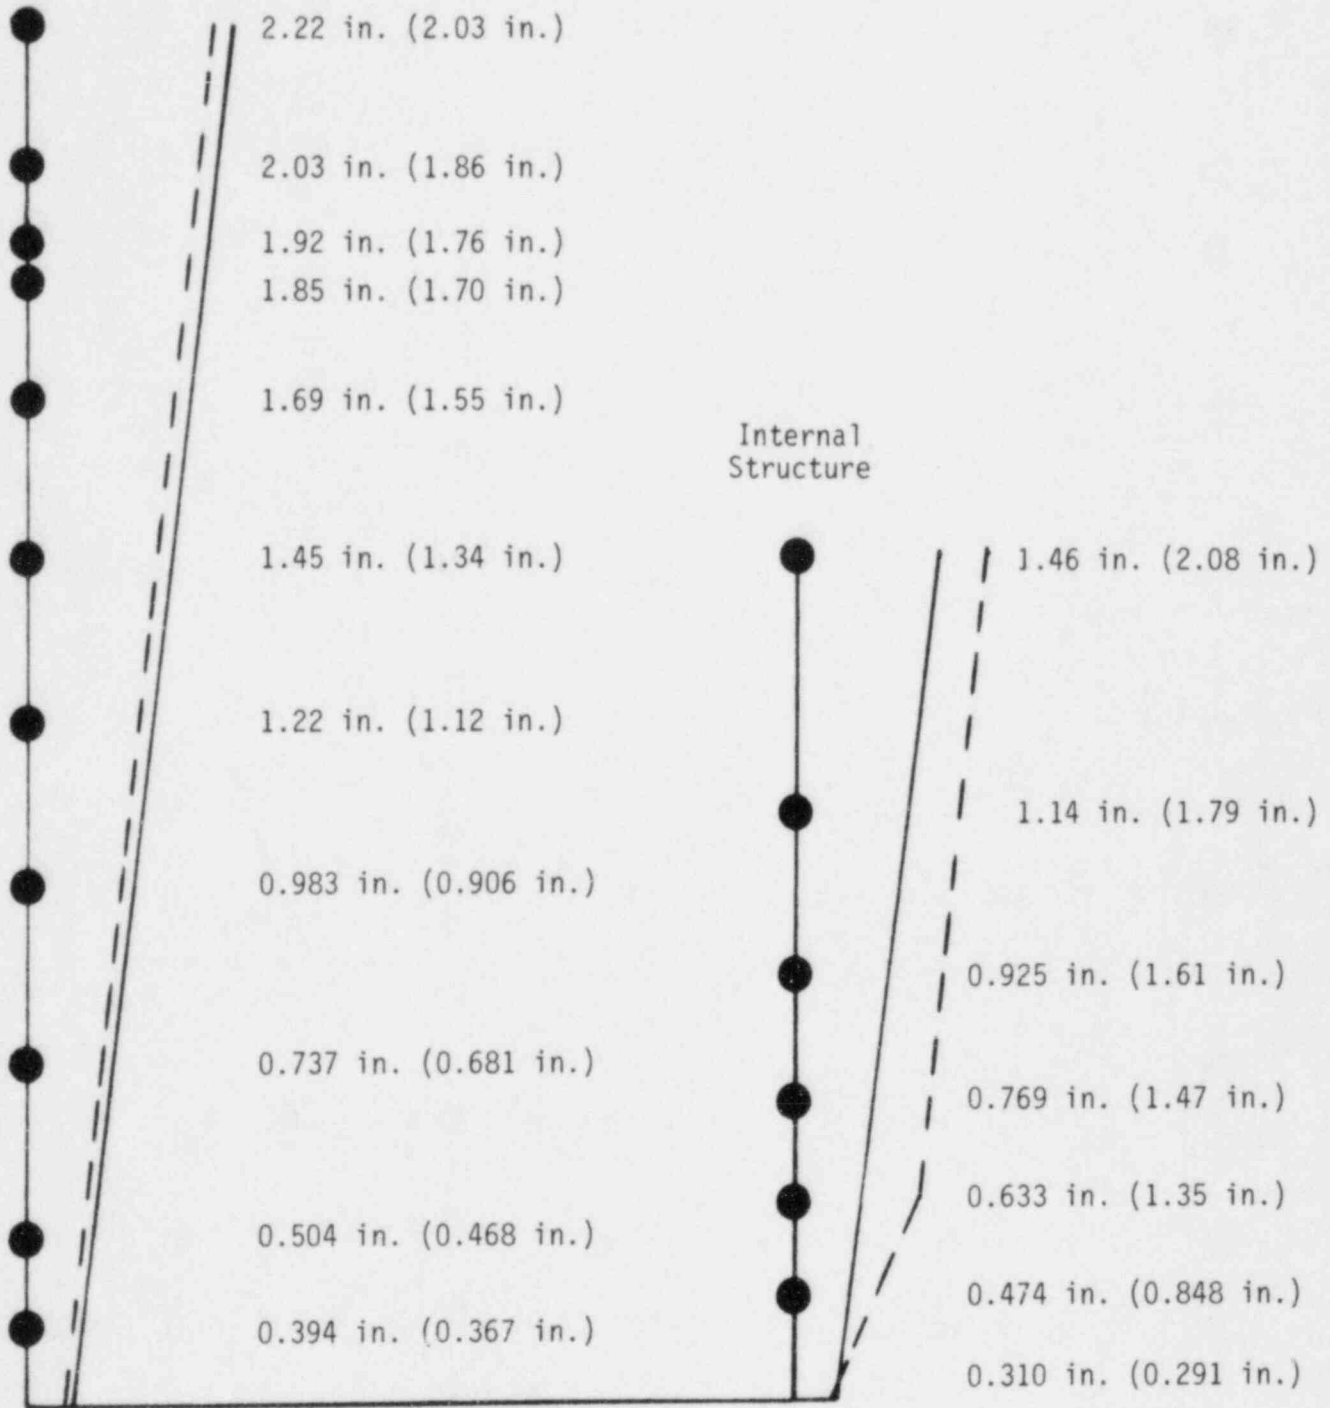 2.22 in. (2.03 in.)
2.03 in. (1.86 in.)
1.92 in. (1.76 in.)
1.85 in. (1.70 in.)
1.69 in. (1.55 in.)
1.45 in. (1.34 in.)
1.22 in. (1.12 in.)
0.983 in. (0.906 in.)
0.737 in. (0.681 in.)
0.504 in. (0.468 in.)
0.394 in. (0.367 in.)
Internal
Structure
1.46 in. (2.08 in.)
1.14 in. (1.79 in.)
0.925 in. (1.61 in.)
0.769 in. (1.47 in.)
0.633 in. (1.35 in.)
0.474 in. (0.848 in.)
0.310 in. (0.291 in.)